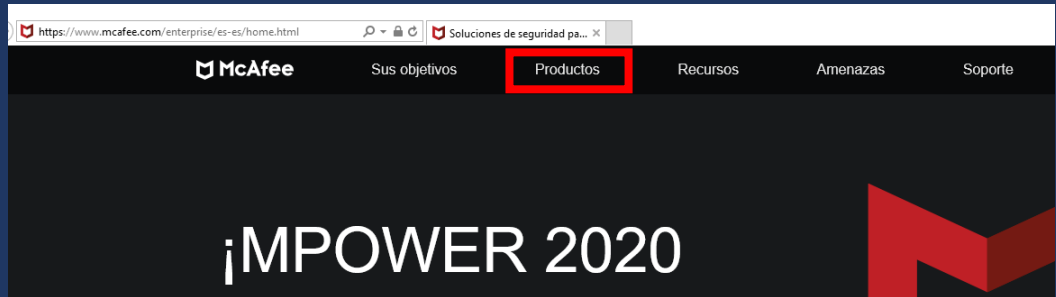 https://www.mcafee.com/enterprise/es-es/home.html
Soluciones de seguridad pa...
McAfee Sus objetivos Productos Recursos Amenazas Soporte
¡MPOWER 2020